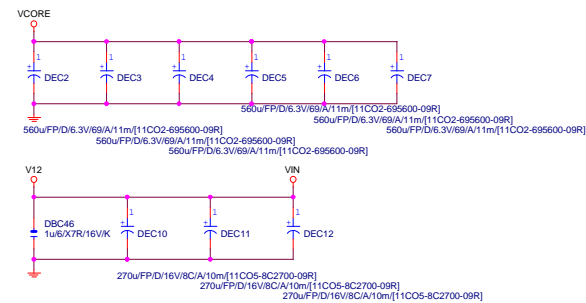 VCORE
1 1 1 1 1 1
+ + + + + +
DEC2 DEC3 DEC4 DEC5 DEC6 DEC7
560u/FP/D/6.3V/69/A/11m/[11CO2-695600-09R]
560u/FP/D/6.3V/69/A/11m/[11CO2-695600-09R]
560u/FP/D/6.3V/69/A/11m/[11CO2-695600-09R]
560u/FP/D/6.3V/69/A/11m/[11CO2-695600-09R]
560u/FP/D/6.3V/69/A/11m/[11CO2-695600-09R]
560u/FP/D/6.3V/69/A/11m/[11CO2-695600-09R]
V12 VIN
1 1 1
+ + +
DBC46
1u/6/X7R/16V/K
DEC10 DEC11 DEC12
270u/FP/D/16V/8C/A/10m/[11CO5-8C2700-09R]
270u/FP/D/16V/8C/A/10m/[11CO5-8C2700-09R]
270u/FP/D/16V/8C/A/10m/[11CO5-8C2700-09R]